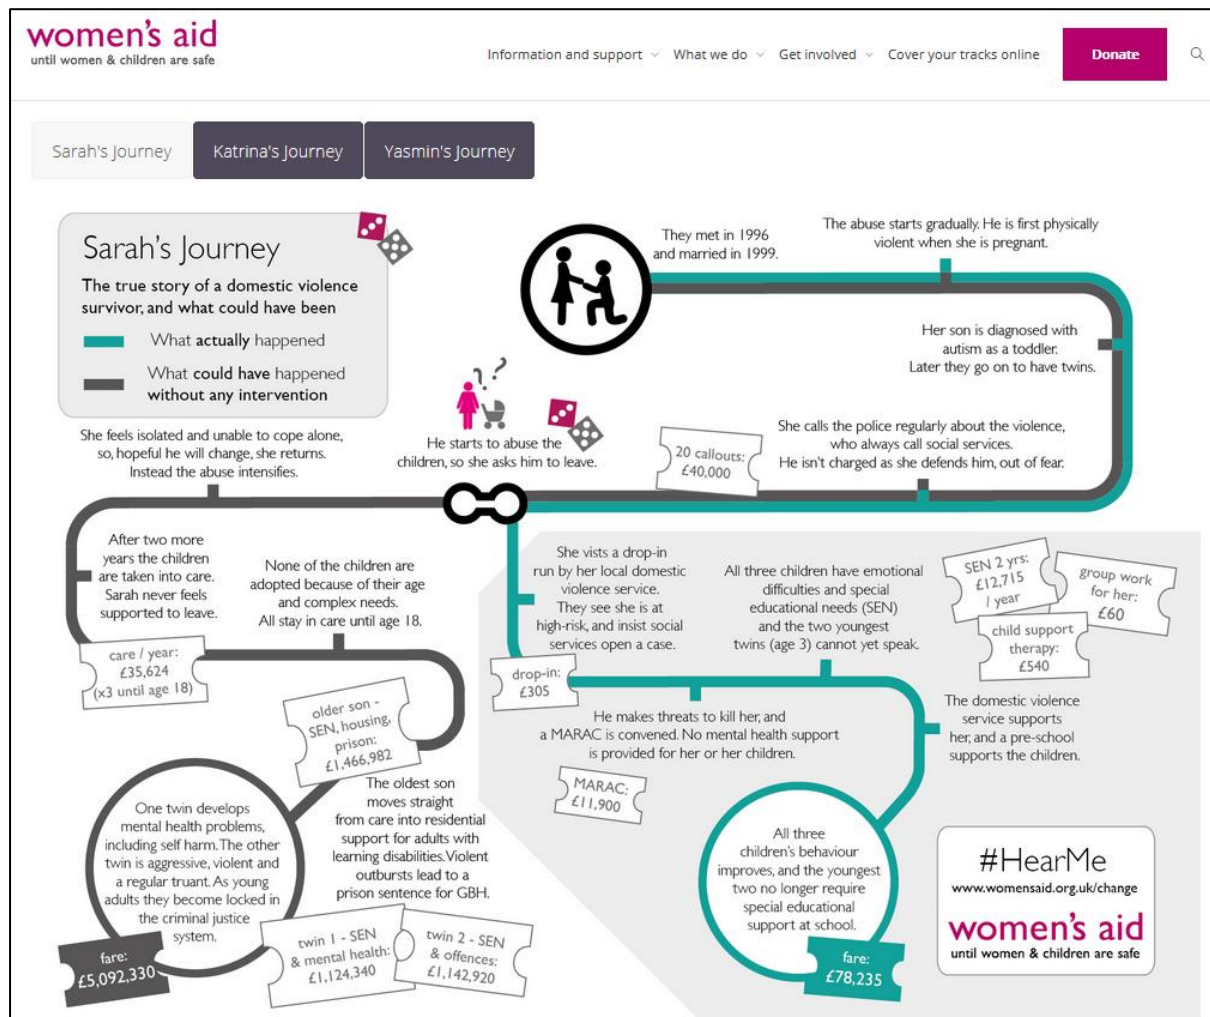 women's aid
until women & children are safe
Information and support
What we do
Get involved
Cover your tracks online
Donate
Sarah's Journey
Katrina's Journey
Yasmin's Journey
Sarah's Journey
The true story of a domestic violence
survivor, and what could have been
What actually happened
What could have happened
without any intervention
They met in 1996
and married in 1999.
The abuse starts gradually. He is first physically
violent when she is pregnant.
Her son is diagnosed with
autism as a toddler.
Later they go on to have twins.
She calls the police regularly about the violence,
who always call social services.
He isn't charged as she defends him, out of fear.
20 callouts:
£40,000
? ?
He starts to abuse the
children, so she asks him to leave.
She feels isolated and unable to cope alone,
so, hopeful he will change, she returns.
Instead the abuse intensifies.
After two more
years the children
are taken into care.
Sarah never feels
supported to leave.
care / year:
£35,624
(x3 until age 18)
None of the children are
adopted because of their age
and complex needs.
All stay in care until age 18.
older son -
SEN, housing,
prison:
£1,466,982
The oldest son
moves straight
from care into residential
support for adults with
learning disabilities. Violent
outbursts lead to a
prison sentence for GBH.
One twin develops
mental health problems,
including self harm. The other
twin is aggressive, violent and
a regular truant. As young
adults they become locked in
the criminal justice
system.
twin 1 - SEN
& mental health:
£1,124,340
twin 2 - SEN
& offences:
£1,142,920
fare:
£5,092,330
She vists a drop-in
run by her local domestic
violence service.
They see she is at
high-risk, and insist social
services open a case.
drop-in:
£305
He makes threats to kill her, and
a MARAC is convened. No mental health support
is provided for her or her children.
MARAC:
£11,900
All three children have emotional
difficulties and special
educational needs (SEN)
and the two youngest
twins (age 3) cannot yet speak.
SEN 2 yrs:
£12,715
/ year
group work
for her:
£60
child support
therapy:
£540
The domestic violence
service supports
her, and a pre-school
supports the children.
All three
children's behaviour
improves, and the youngest
two no longer require
special educational
support at school.
fare:
£78,235
#HearMe
www.womensaid.org.uk/change
women's aid
until women & children are safe